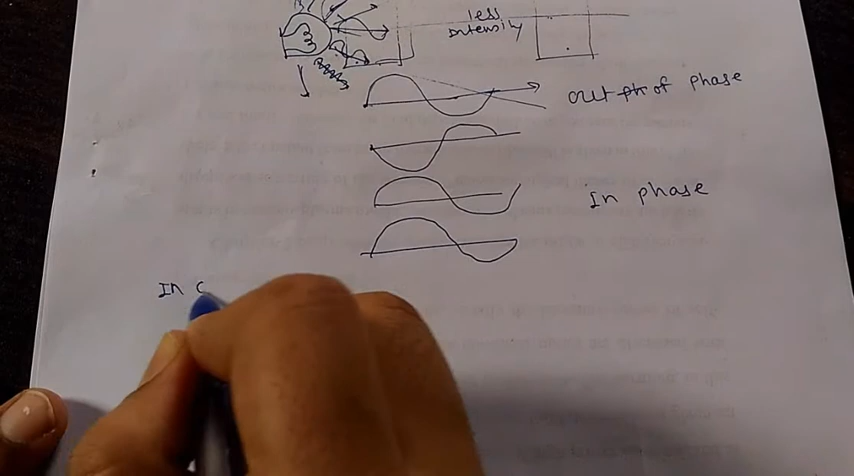 less
intensity
out ph of phase
In phase
In c